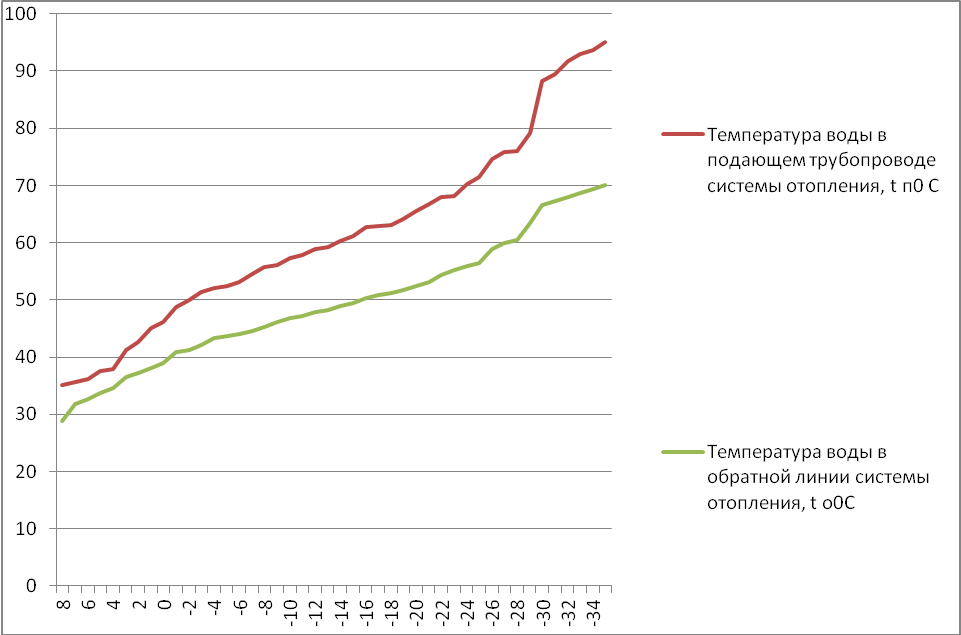 100
90
80
70
60
50
40
30
20
10
0
8 6 4 2 0 -2 -4 -6 -8 -10 -12 -14 -16 -18 -20 -22 -24 -26 -28 -30 -32 -34
Температура воды в
подающем трубопроводе
системы отопления, t п0 С
Температура воды в
обратной линии системы
отопления, t о0С